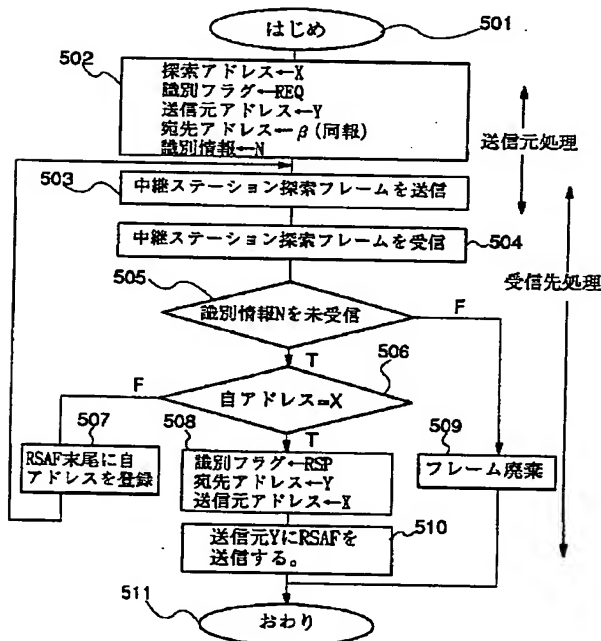 はじめ
501
502
探索アドレス←X
識別フラグ←REQ
送信元アドレス←Y
宛先アドレス←β(同報)
識別情報←N
送信元処理
503
中継ステーション探索フレームを送信
中継ステーション探索フレームを受信
504
受信先処理
505
識別情報Nを未受信
F
T
506
F
自アドレス=X
T
507
RSAF末尾に自
アドレスを登録
508
識別フラグ←RSP
宛先アドレス←Y
送信元アドレス←X
509
フレーム廃棄
510
送信元YにRSAFを
送信する。
511
おわり